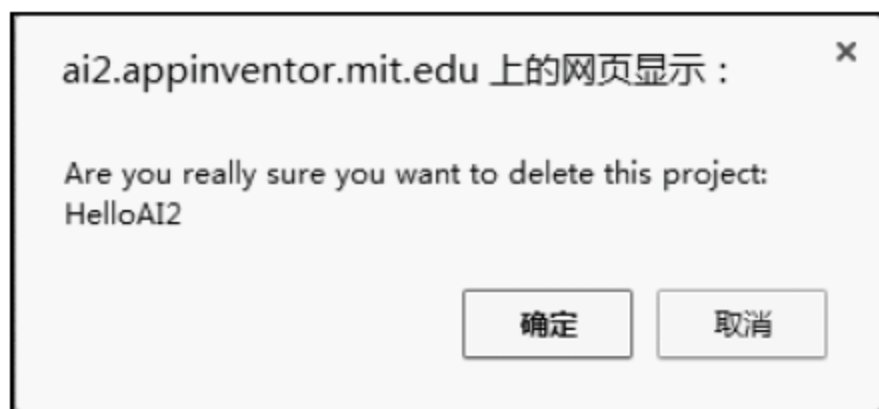 ai2.appinventor.mit.edu 上的网页显示：
Are you really sure you want to delete this project:
HelloAI2
确定
取消